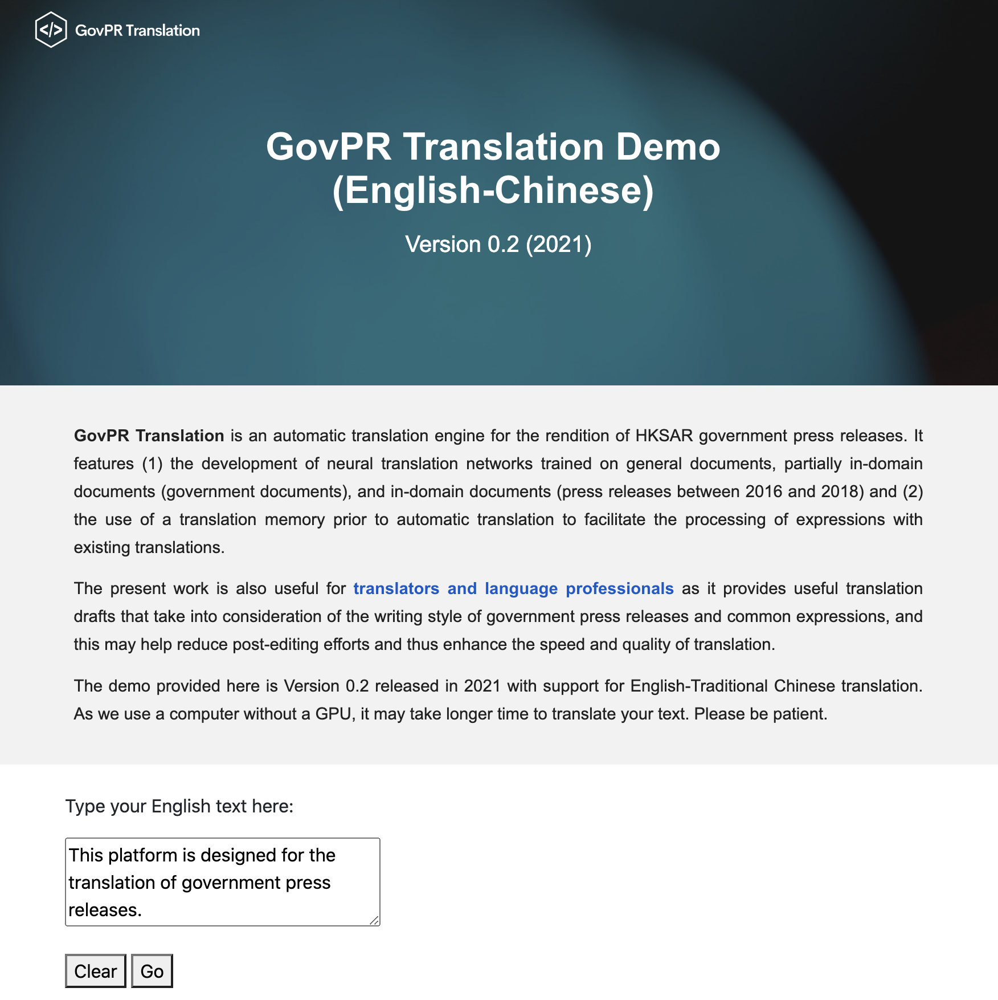 </> GovPR Translation
GovPR Translation Demo
(English-Chinese)
Version 0.2 (2021)
GovPR Translation is an automatic translation engine for the rendition of HKSAR government press releases. It
features (1) the development of neural translation networks trained on general documents, partially in-domain
documents (government documents), and in-domain documents (press releases between 2016 and 2018) and (2)
the use of a translation memory prior to automatic translation to facilitate the processing of expressions with
existing translations.
The present work is also useful for translators and language professionals as it provides useful translation
drafts that take into consideration of the writing style of government press releases and common expressions, and
this may help reduce post-editing efforts and thus enhance the speed and quality of translation.
The demo provided here is Version 0.2 released in 2021 with support for English-Traditional Chinese translation.
As we use a computer without a GPU, it may take longer time to translate your text. Please be patient.
Type your English text here:
This platform is designed for the
translation of government press
releases.
Clear Go